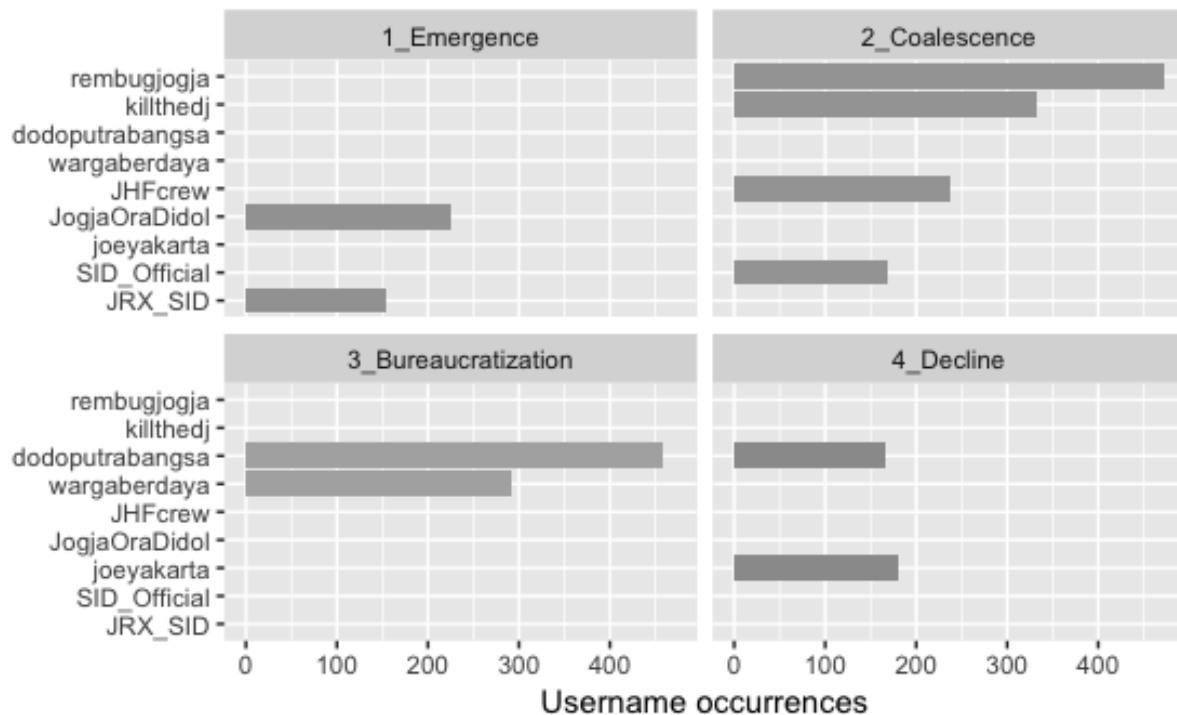 1_Emergence
2_Coalescence
rembugjogja
killthedj
dodoputrabangsa
wargaberdaya
JHFcrew
JogjaOraDidol
joeyakarta
SID_Official
JRX_SID
3_Bureaucratization
4_Decline
rembugjogja
killthedj
dodoputrabangsa
wargaberdaya
JHFcrew
JogjaOraDidol
joeyakarta
SID_Official
JRX_SID
0 100 200 300 400
0 100 200 300 400
Username occurrences